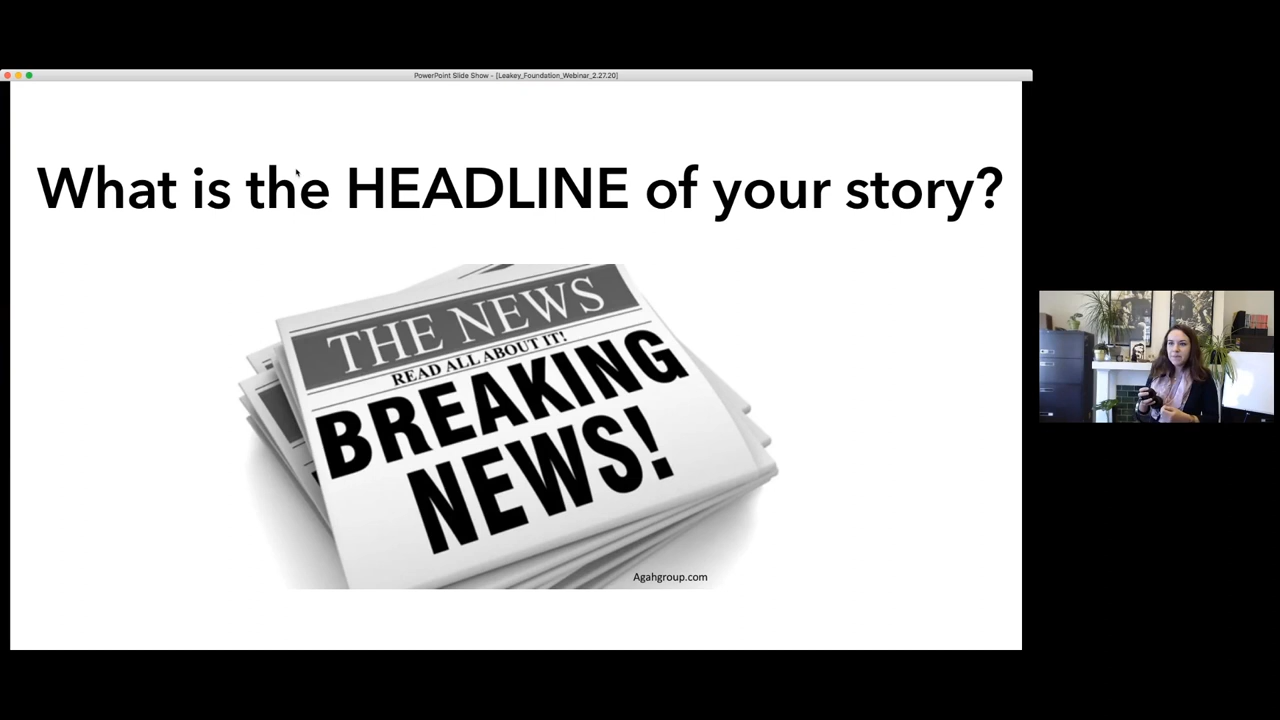 PowerPoint Slide Show - [Leakey_Foundation_Webinar_2.27.20]
What is the HEADLINE of your story?
THE NEWS
READ ALL ABOUT IT!
BREAKING
NEWS!
Agahgroup.com